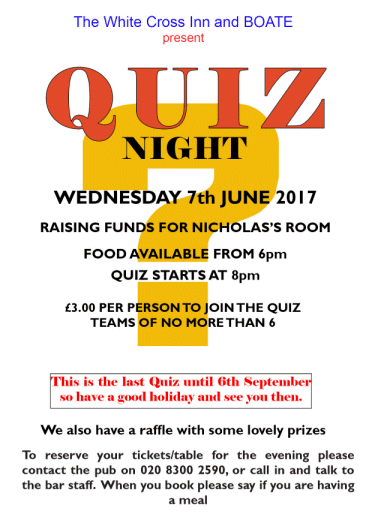 The White Cross Inn and BOATE
present
QUIZ
NIGHT
WEDNESDAY 7th JUNE 2017
RAISING FUNDS FOR NICHOLAS'S ROOM
FOOD AVAILABLE FROM 6pm
QUIZ STARTS AT 8pm
£3.00 PER PERSON TO JOIN THE QUIZ
TEAMS OF NO MORE THAN 6
This is the last Quiz until 6th September
so have a good holiday and see you then.
We also have a raffle with some lovely prizes
To reserve your tickets/table for the evening please
contact the pub on 020 8300 2590, or call in and talk to
the bar staff. When you book please say if you are having
a meal